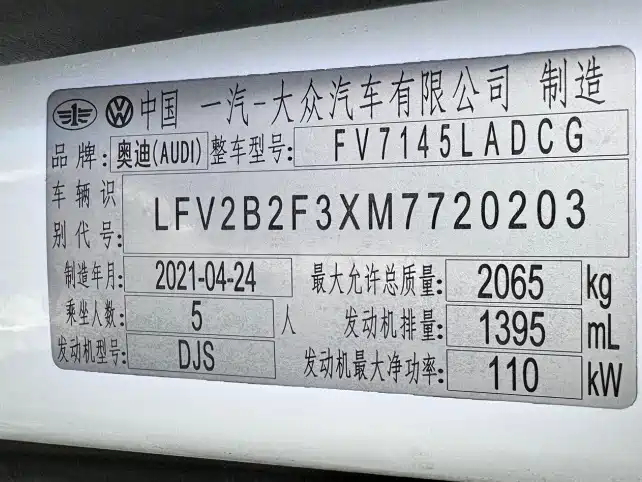 中国 一汽-大众汽车有限公司 制造
品牌: 奥迪(AUDI) 整车型号: FV7145LADCG
车辆识别代号: LFV2B2F3XM7720203
制造年月: 2021-04-24 最大允许总质量: 2065 kg
乘坐人数: 5 人 发动机排量: 1395 mL
发动机型号: DJS 发动机最大净功率: 110 kW